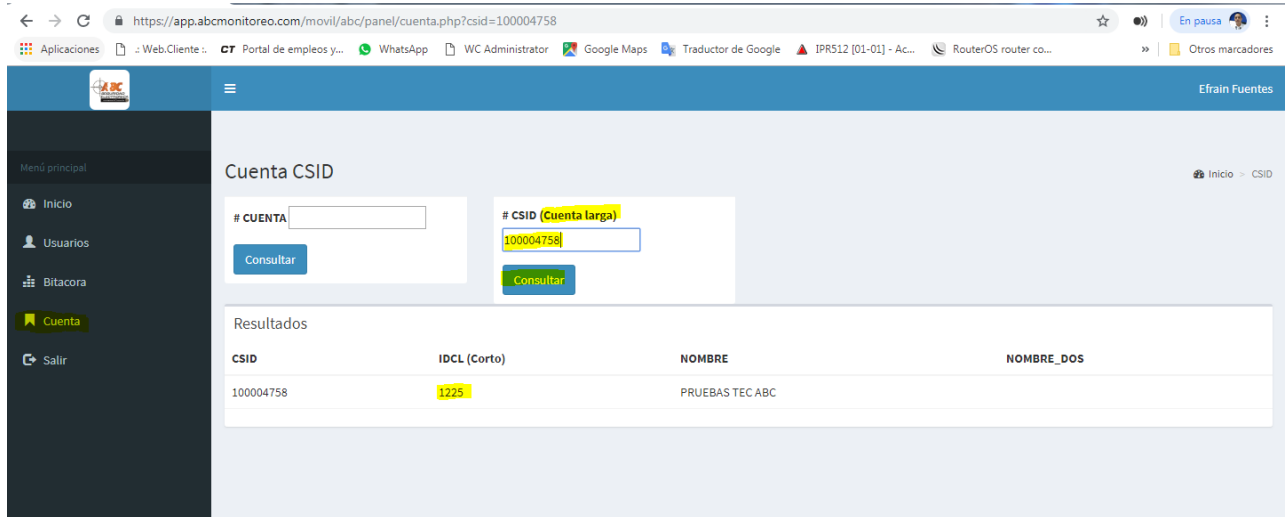 https://app.abcmonitoreo.com/movil/abc/panel/cuenta.php?csid=100004758
En pausa
Aplicaciones .: Web.Cliente :. CT Portal de empleos y... WhatsApp WC Administrator Google Maps Traductor de Google IPR512 [01-01] - Ac... RouterOS router co... » Otros marcadores
ABC
Efrain Fuentes
Menú principal
Inicio
Usuarios
Bitacora
Cuenta
Salir
Cuenta CSID
Inicio > CSID
# CUENTA
Consultar
# CSID (Cuenta larga)
100004758
Consultar
Resultados
CSID IDCL (Corto) NOMBRE NOMBRE_DOS
100004758 1225 PRUEBAS TEC ABC